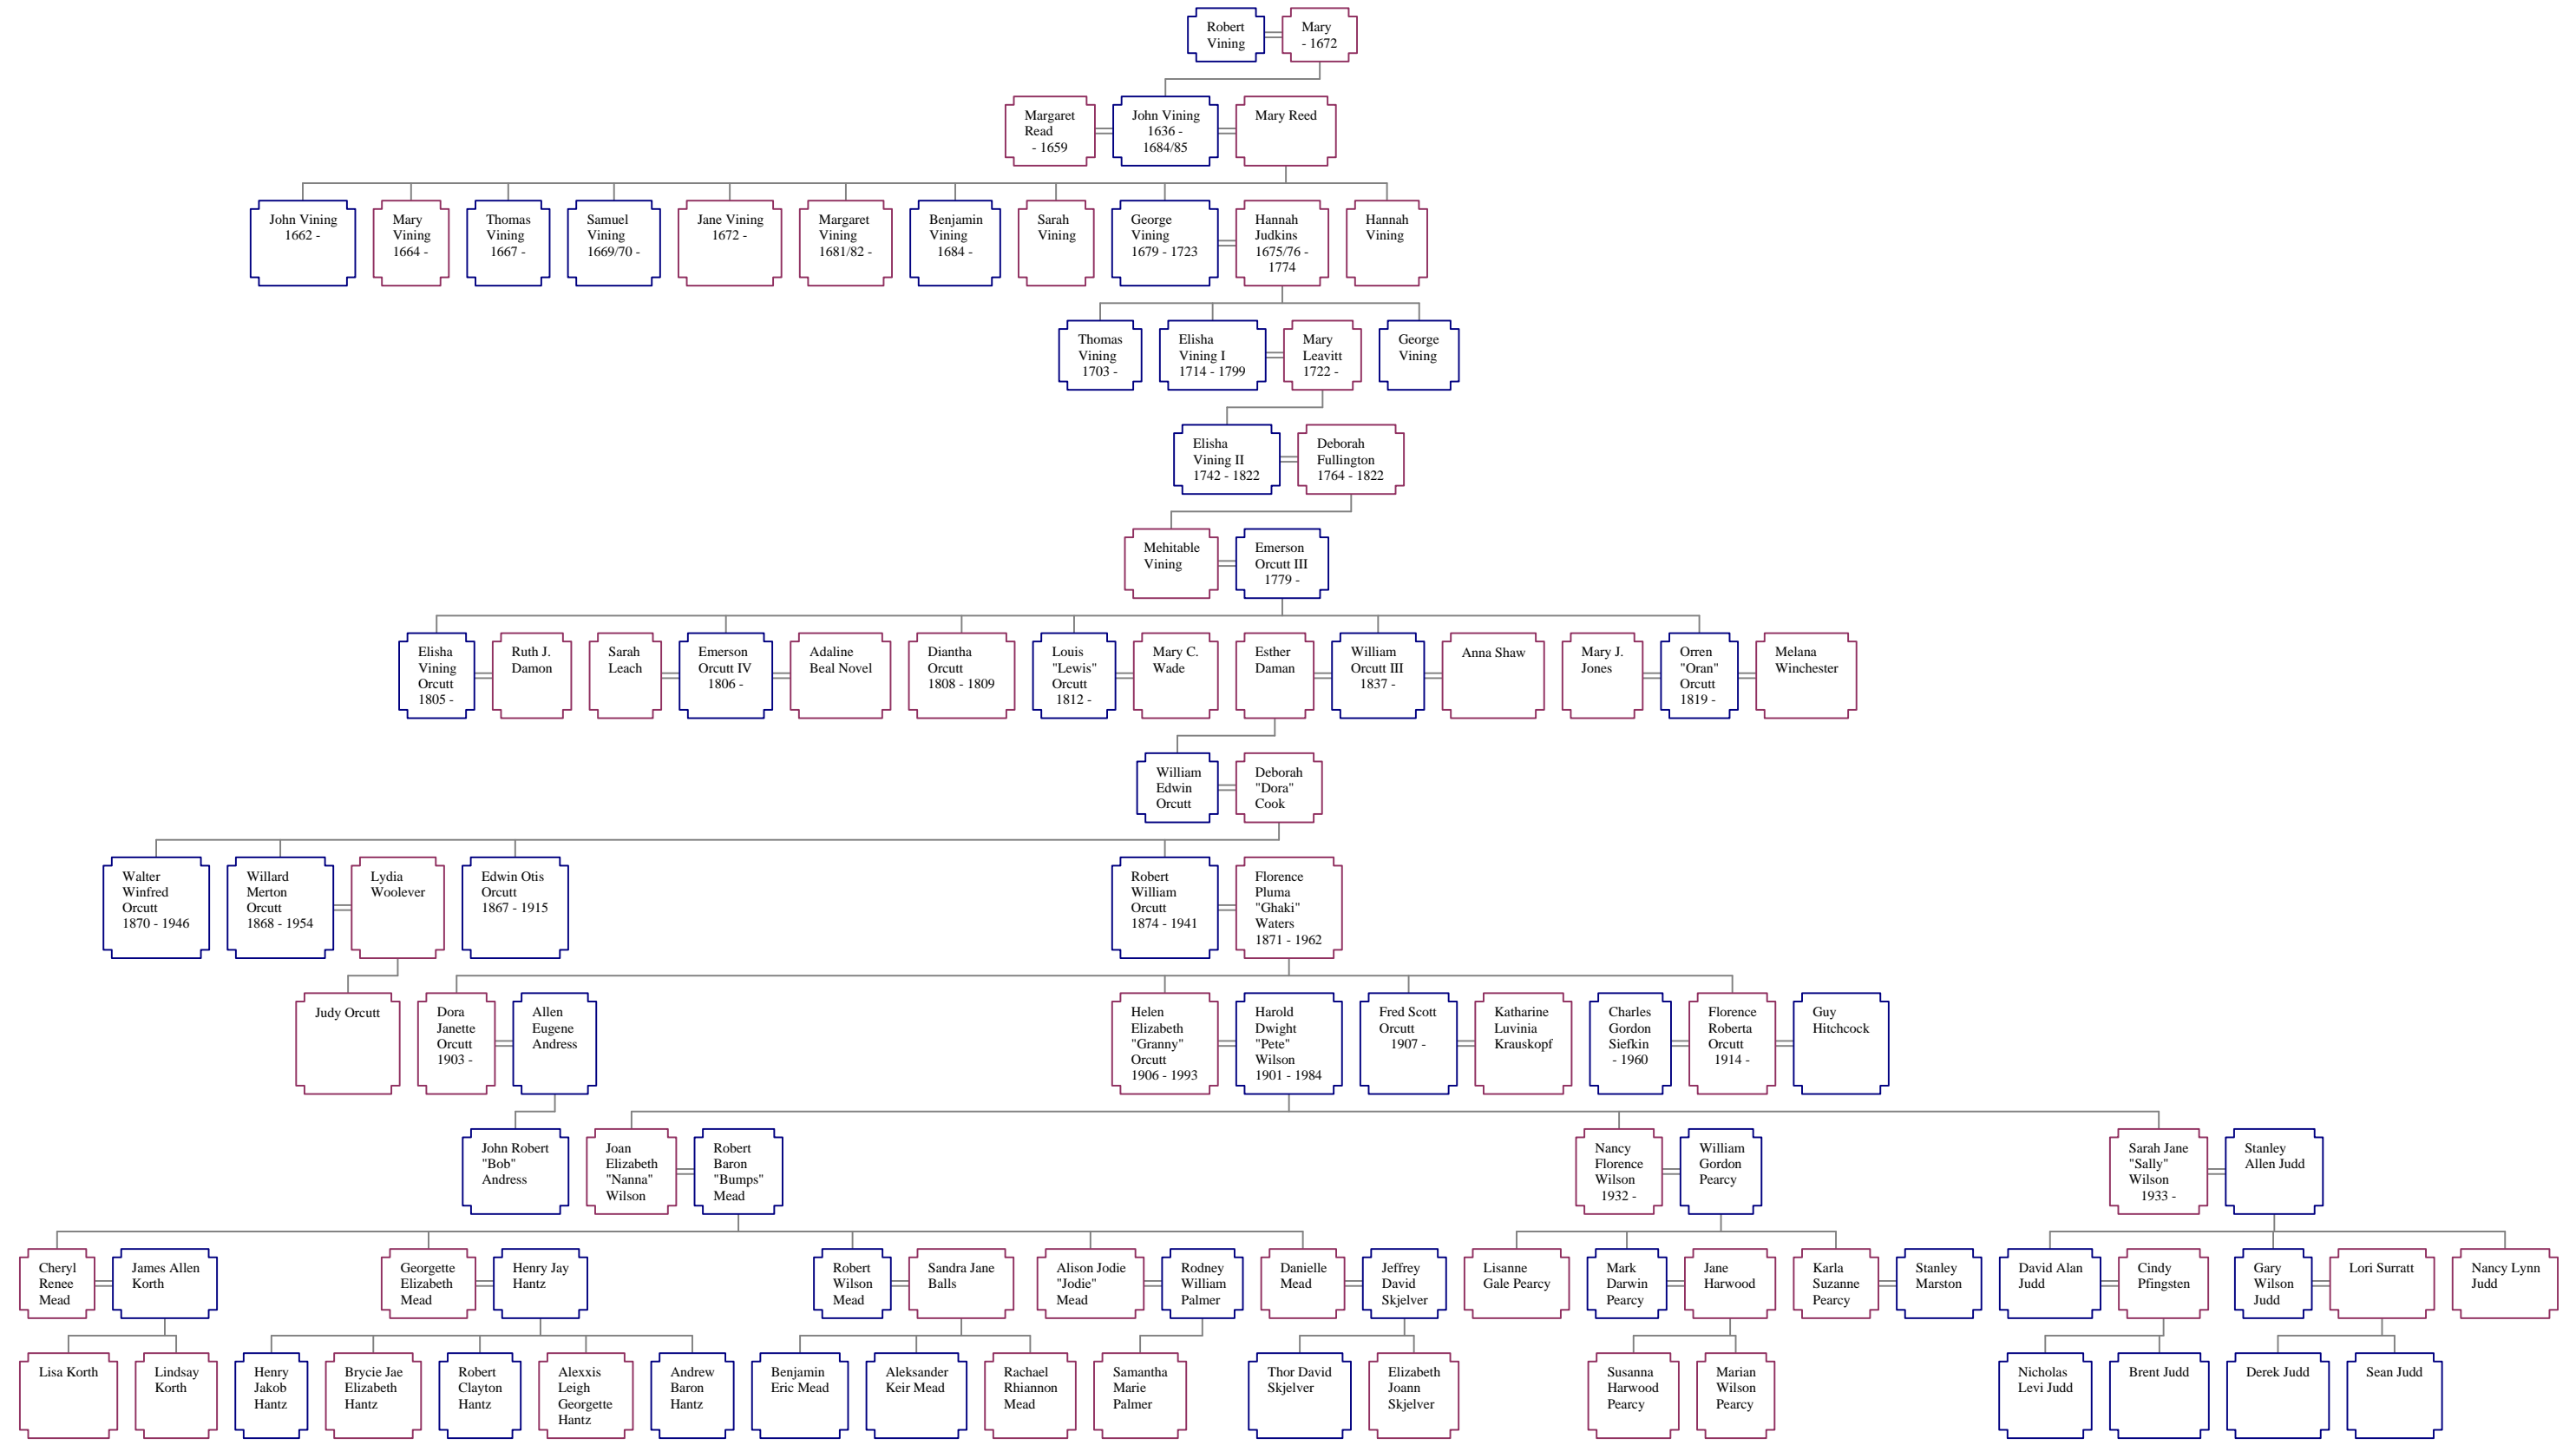 Robert
Vining
Mary
- 1672
Margaret
Read
- 1659
John Vining
1636 -
1684/85
Mary Reed
John Vining
1662 -
Mary
Vining
1664 -
Thomas
Vining
1667 -
Samuel
Vining
1669/70 -
Jane Vining
1672 -
Margaret
Vining
1681/82 -
Benjamin
Vining
1684 -
Sarah
Vining
George
Vining
1679 - 1723
Hannah
Judkins
1675/76 -
1774
Hannah
Vining
Thomas
Vining
1703 -
Elisha
Vining I
1714 - 1799
Mary
Leavitt
1722 -
George
Vining
Elisha
Vining II
1742 - 1822
Deborah
Fullington
1764 - 1822
Mehitable
Vining
Emerson
Orcutt III
1779 -
Elisha
Vining
Orcutt
1805 -
Ruth J.
Damon
Sarah
Leach
Emerson
Orcutt IV
1806 -
Adaline
Beal Novel
Diantha
Orcutt
1808 - 1809
Louis
"Lewis"
Orcutt
1812 -
Mary C.
Wade
Esther
Daman
William
Orcutt III
1837 -
Anna Shaw
Mary J.
Jones
Orren
"Oran"
Orcutt
1819 -
Melana
Winchester
William
Edwin
Orcutt
Deborah
"Dora"
Cook
Walter
Winfred
Orcutt
1870 - 1946
Willard
Merton
Orcutt
1868 - 1954
Lydia
Woolever
Edwin Otis
Orcutt
1867 - 1915
Robert
William
Orcutt
1874 - 1941
Florence
Pluma
"Ghaki"
Waters
1871 - 1962
Judy Orcutt
Dora
Janette
Orcutt
1903 -
Allen
Eugene
Andress
Helen
Elizabeth
"Granny"
Orcutt
1906 - 1993
Harold
Dwight
"Pete"
Wilson
1901 - 1984
Fred Scott
Orcutt
1907 -
Katharine
Luvinia
Krauskopf
Charles
Gordon
Siefkin
- 1960
Florence
Roberta
Orcutt
1914 -
Guy
Hitchcock
John Robert
"Bob"
Andress
Joan
Elizabeth
"Nanna"
Wilson
Robert
Baron
"Bumps"
Mead
Nancy
Florence
Wilson
1932 -
William
Gordon
Pearcy
Sarah Jane
"Sally"
Wilson
1933 -
Stanley
Allen Judd
Cheryl
Renee
Mead
James Allen
Korth
Georgette
Elizabeth
Mead
Henry Jay
Hantz
Robert
Wilson
Mead
Sandra Jane
Balls
Alison Jodie
"Jodie"
Mead
Rodney
William
Palmer
Danielle
Mead
Jeffrey
David
Skjelver
Lisanne
Gale Pearcy
Mark
Darwin
Pearcy
Jane
Harwood
Karla
Suzanne
Pearcy
Stanley
Marston
David Alan
Judd
Cindy
Pfingsten
Gary
Wilson
Judd
Lori Surratt
Nancy Lynn
Judd
Lisa Korth
Lindsay
Korth
Henry
Jakob
Hantz
Brycie Jae
Elizabeth
Hantz
Robert
Clayton
Hantz
Alexxis
Leigh
Georgette
Hantz
Andrew
Baron
Hantz
Benjamin
Eric Mead
Aleksander
Keir Mead
Rachael
Rhiannon
Mead
Samantha
Marie
Palmer
Thor David
Skjelver
Elizabeth
Joann
Skjelver
Susanna
Harwood
Pearcy
Marian
Wilson
Pearcy
Nicholas
Levi Judd
Brent Judd
Derek Judd
Sean Judd